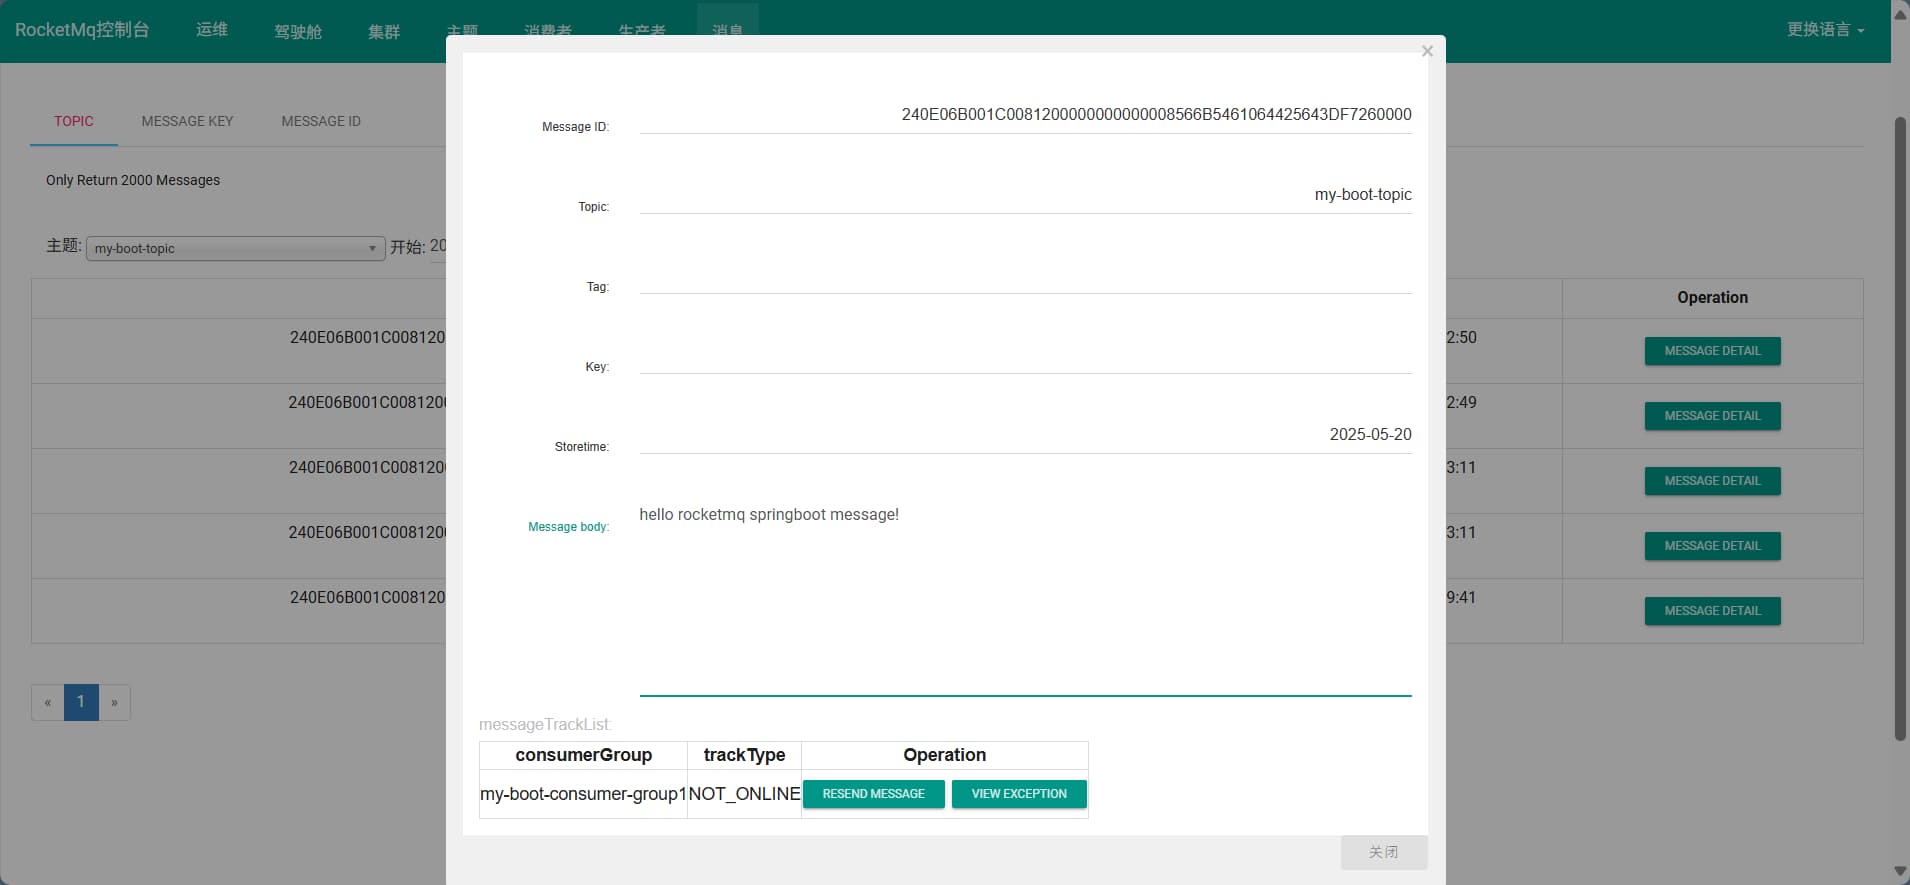 RocketMq控制台 运维 驾驶舱 集群 主题 消费者 生产者 消息 更换语言
×
TOPIC MESSAGE KEY MESSAGE ID
Only Return 2000 Messages
主题: my-boot-topic 开始: 20
Operation
240E06B001C008120 2:50 MESSAGE DETAIL
240E06B001C008120 2:49 MESSAGE DETAIL
240E06B001C008120 3:11 MESSAGE DETAIL
240E06B001C008120 3:11 MESSAGE DETAIL
240E06B001C008120 9:41 MESSAGE DETAIL
« 1 »
Message ID: 240E06B001C0081200000000000008566B5461064425643DF7260000
Topic: my-boot-topic
Tag:
Key:
Storetime: 2025-05-20
Message body: hello rocketmq springboot message!
messageTrackList:
consumerGroup trackType Operation
my-boot-consumer-group1 NOT_ONLINE RESEND MESSAGE VIEW EXCEPTION
关闭